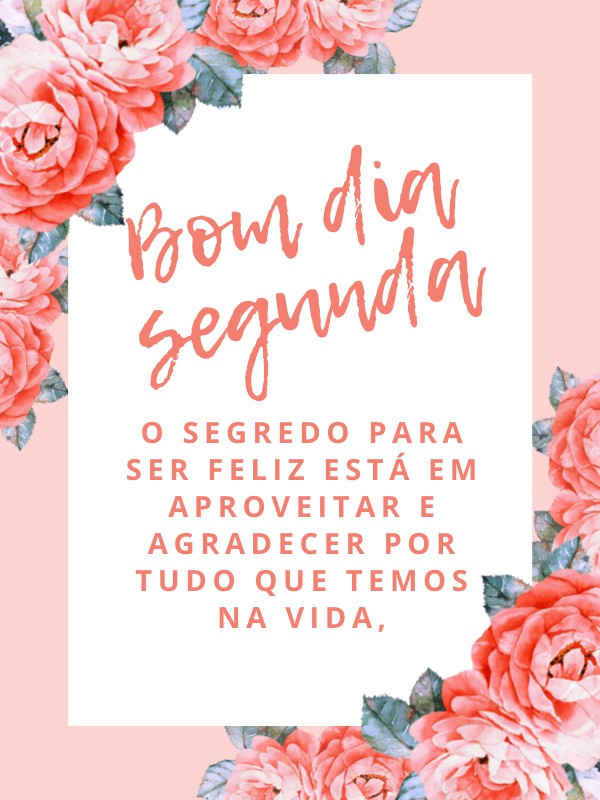 Bom dia
segunda
O SEGREDO PARA
SER FELIZ ESTÁ EM
APROVEITAR E
AGRADECER POR
TUDO QUE TEMOS
NA VIDA,